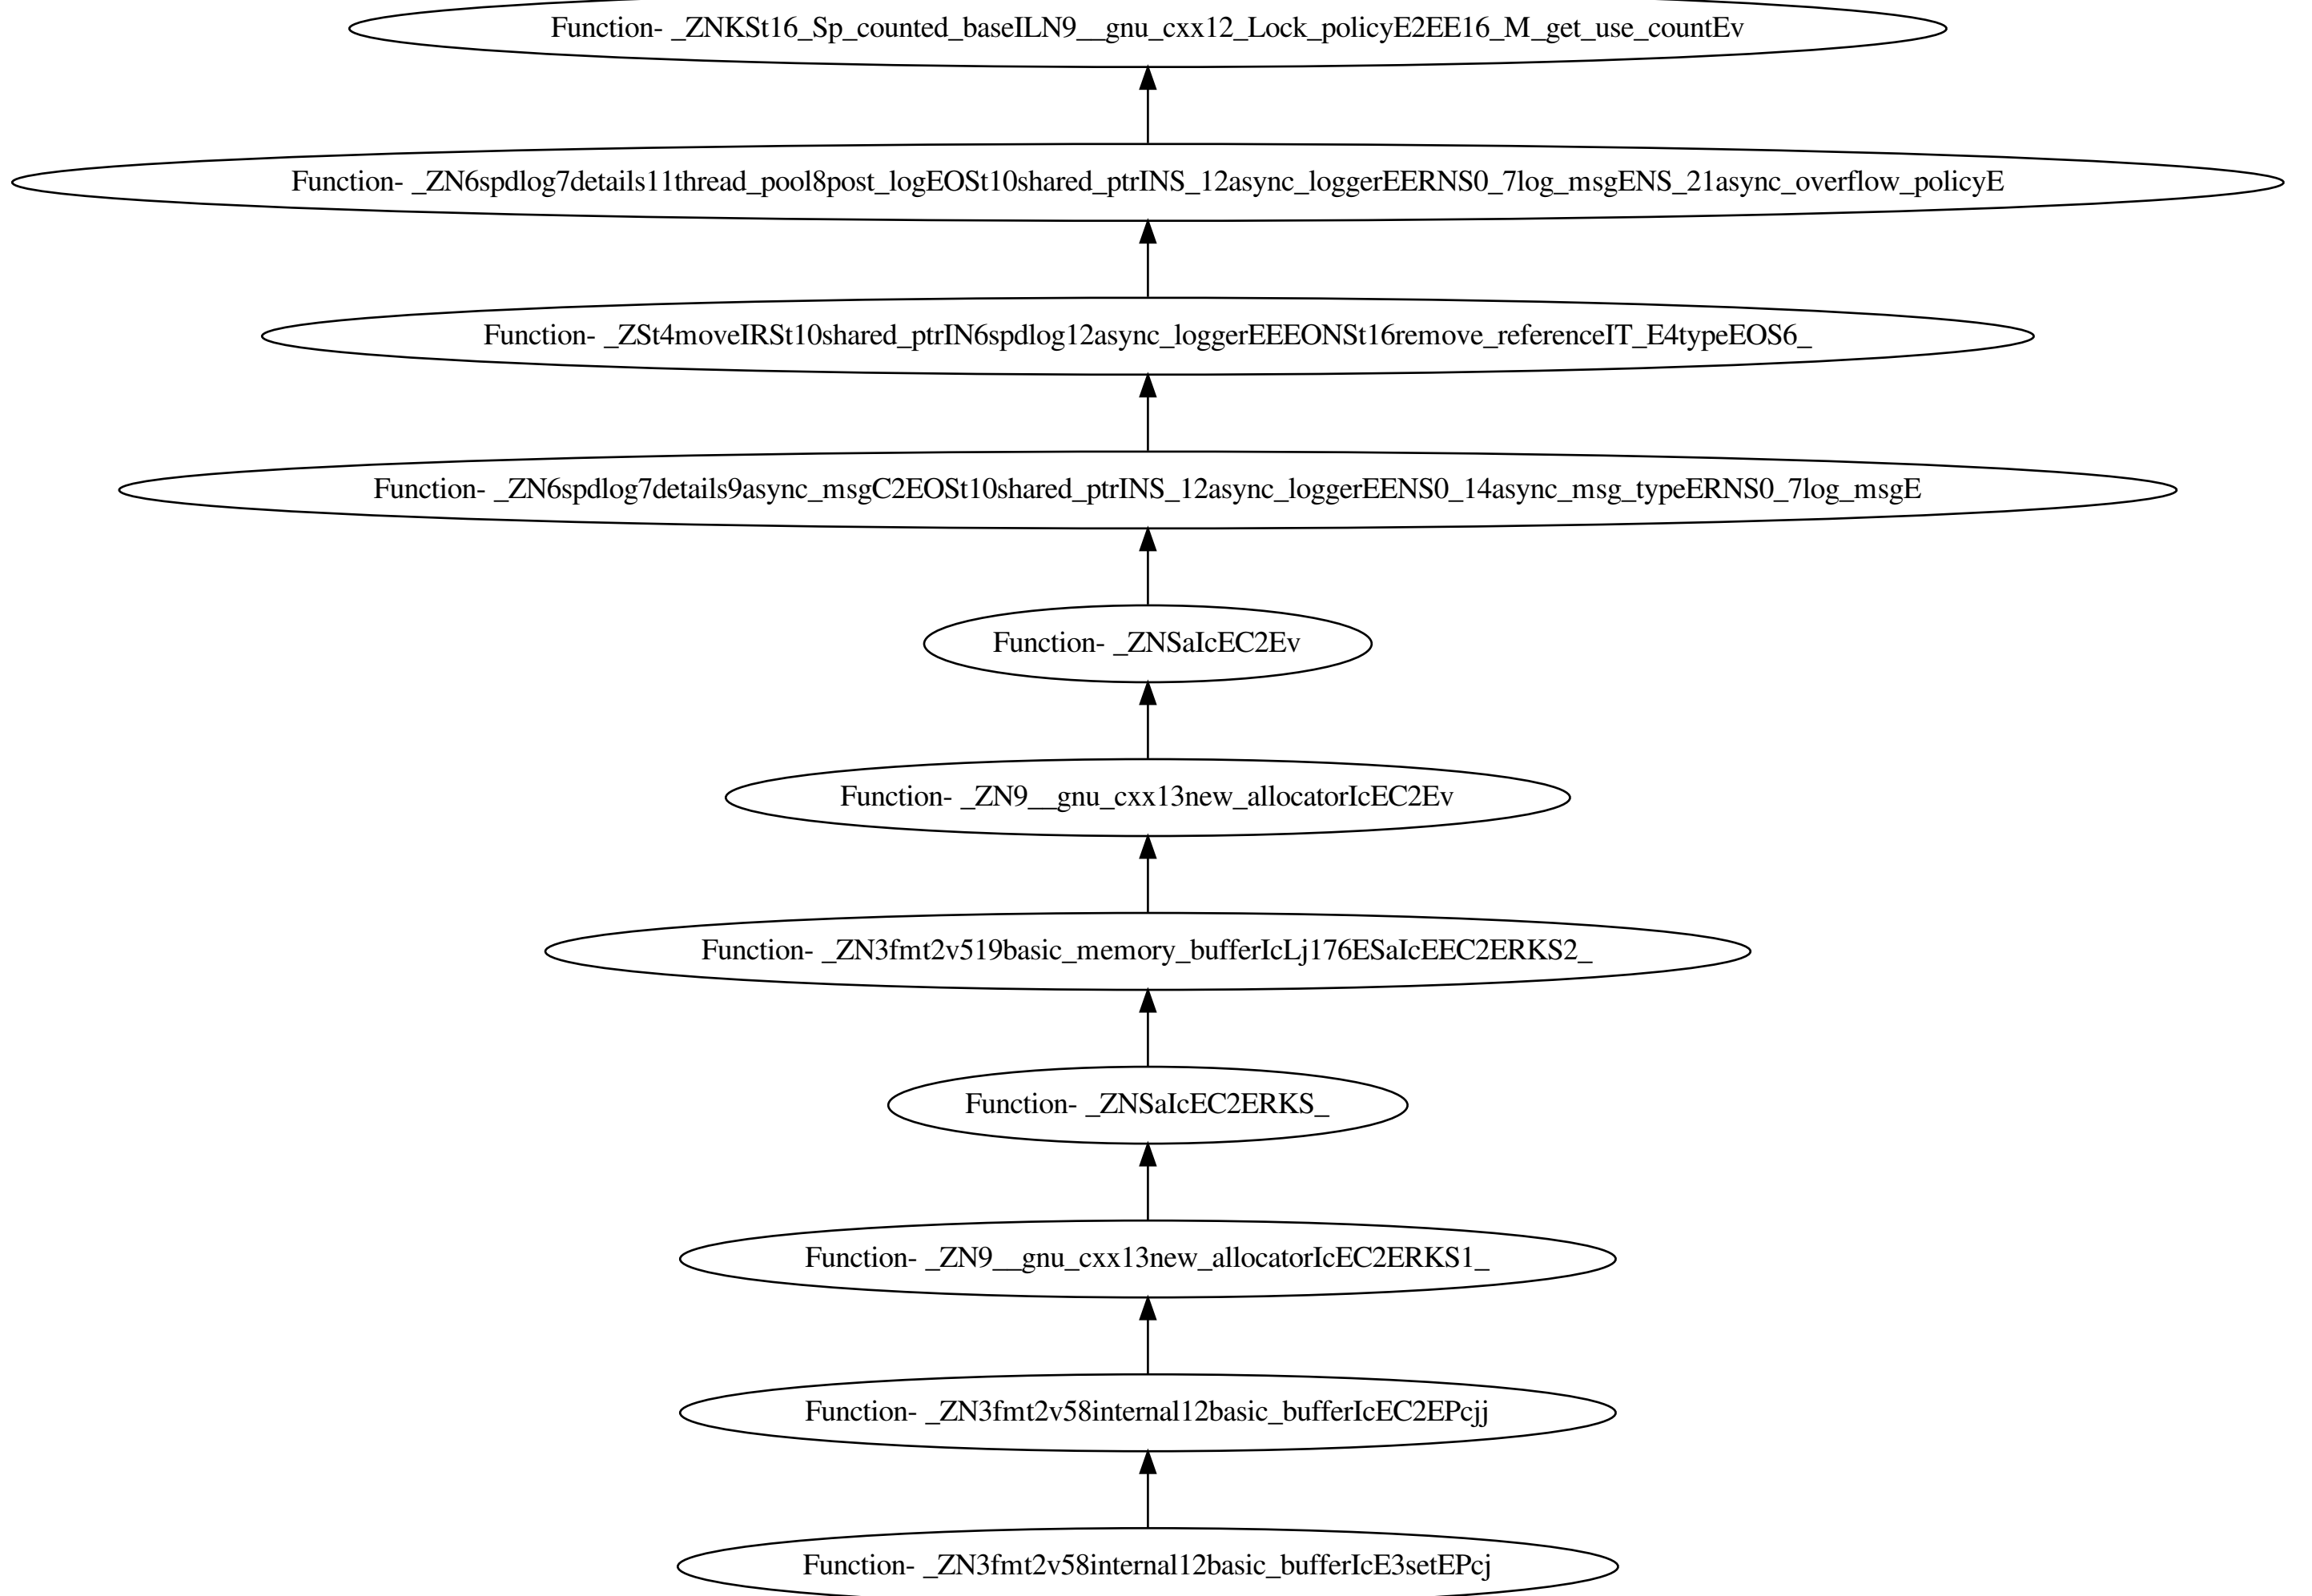 Function- _ZNKSt16_Sp_counted_baseILN9__gnu_cxx12_Lock_policyE2EE16_M_get_use_countEv
Function- _ZN6spdlog7details11thread_pool8post_logEOSt10shared_ptrINS_12async_loggerEERNS0_7log_msgENS_21async_overflow_policyE
Function- _ZSt4moveIRSt10shared_ptrIN6spdlog12async_loggerEEEONSt16remove_referenceIT_E4typeEOS6_
Function- _ZN6spdlog7details9async_msgC2EOSt10shared_ptrINS_12async_loggerEENS0_14async_msg_typeERNS0_7log_msgE
Function- _ZNSaIcEC2Ev
Function- _ZN9__gnu_cxx13new_allocatorIcEC2Ev
Function- _ZN3fmt2v519basic_memory_bufferIcLj176ESaIcEEC2ERKS2_
Function- _ZNSaIcEC2ERKS_
Function- _ZN9__gnu_cxx13new_allocatorIcEC2ERKS1_
Function- _ZN3fmt2v58internal12basic_bufferIcEC2EPcjj
Function- _ZN3fmt2v58internal12basic_bufferIcE3setEPcj